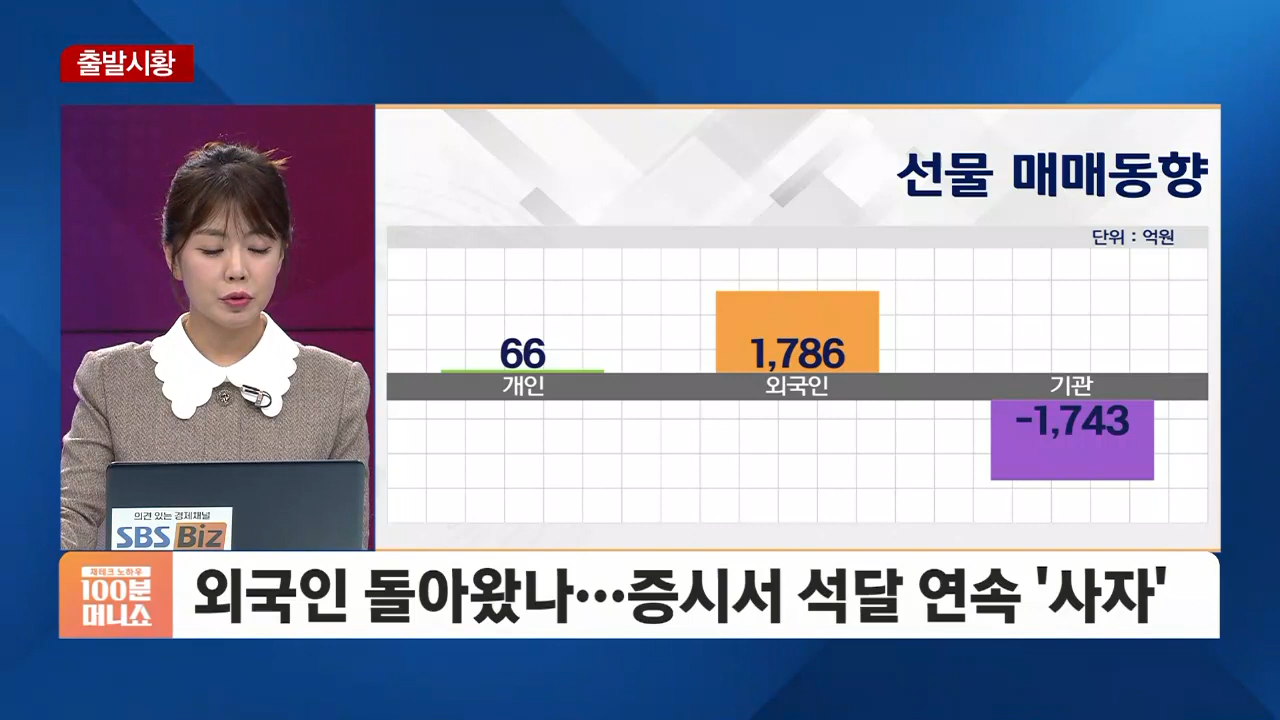 출발시황
선물 매매동향
단위 : 억원
66
1,786
개인
외국인
기관
-1,743
의견 있는 경제채널
SBS Biz
재테크 노하우
100분
머니쇼
외국인 돌아왔나…증시서 석달 연속 '사자'